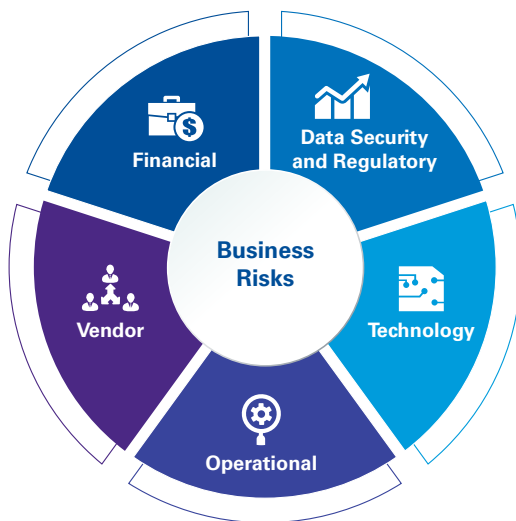 Financial
Data Security
and Regulatory
Business
Risks
Vendor
Technology
Operational
$